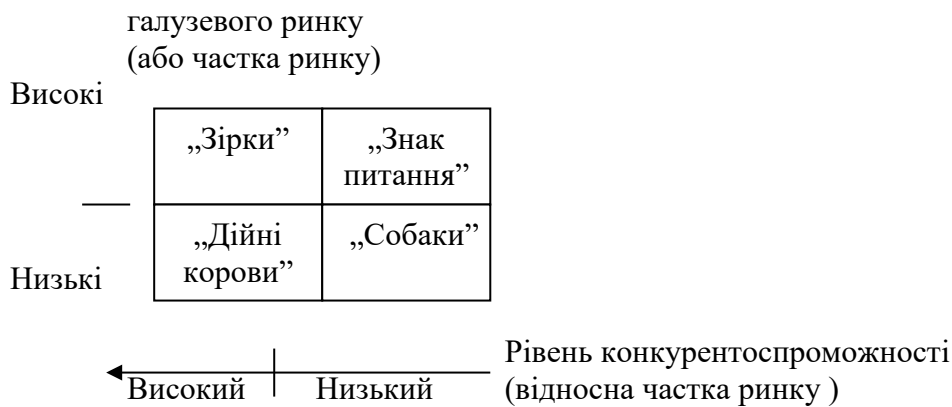 галузевого ринку
(або частка ринку)
Високі
„Зірки”
„Знак
питання”
„Дійні
корови”
„Собаки”
Низькі
Рівень конкурентоспроможності
Високий
Низький
(відносна частка ринку )